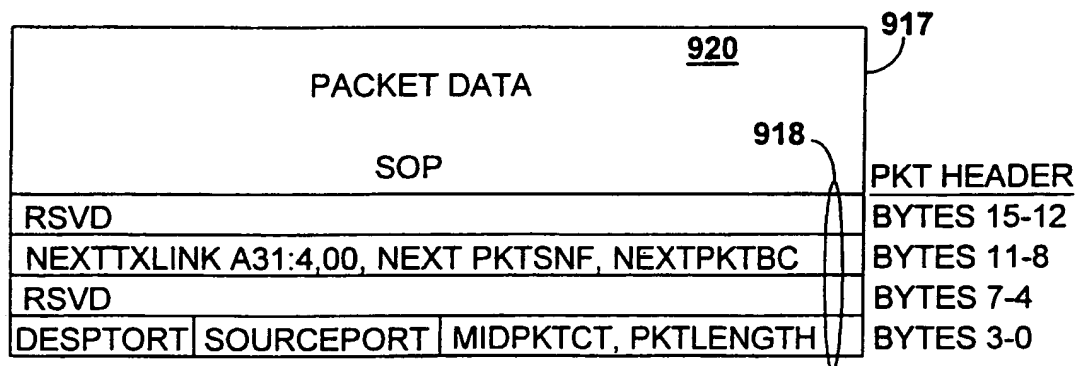 917
920
PACKET DATA
918
SOP
PKT HEADER
RSVD BYTES 15-12
NEXTTXLINK A31:4,00, NEXT PKTSNF, NEXTPKTBC BYTES 11-8
RSVD BYTES 7-4
DESPTORT SOURCEPORT MIDPKTCT, PKTLENGTH BYTES 3-0